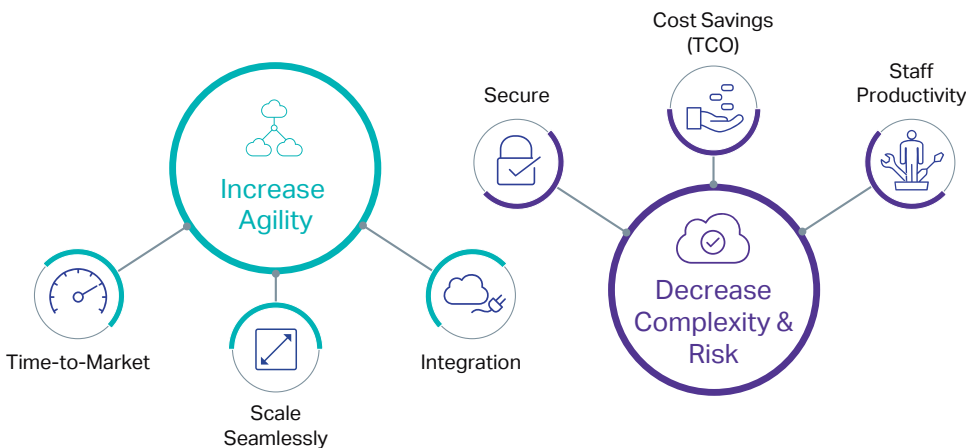 Increase
Agility
Time-to-Market
Scale
Seamlessly
Integration
Secure
Cost Savings
(TCO)
Staff
Productivity
Decrease
Complexity &
Risk